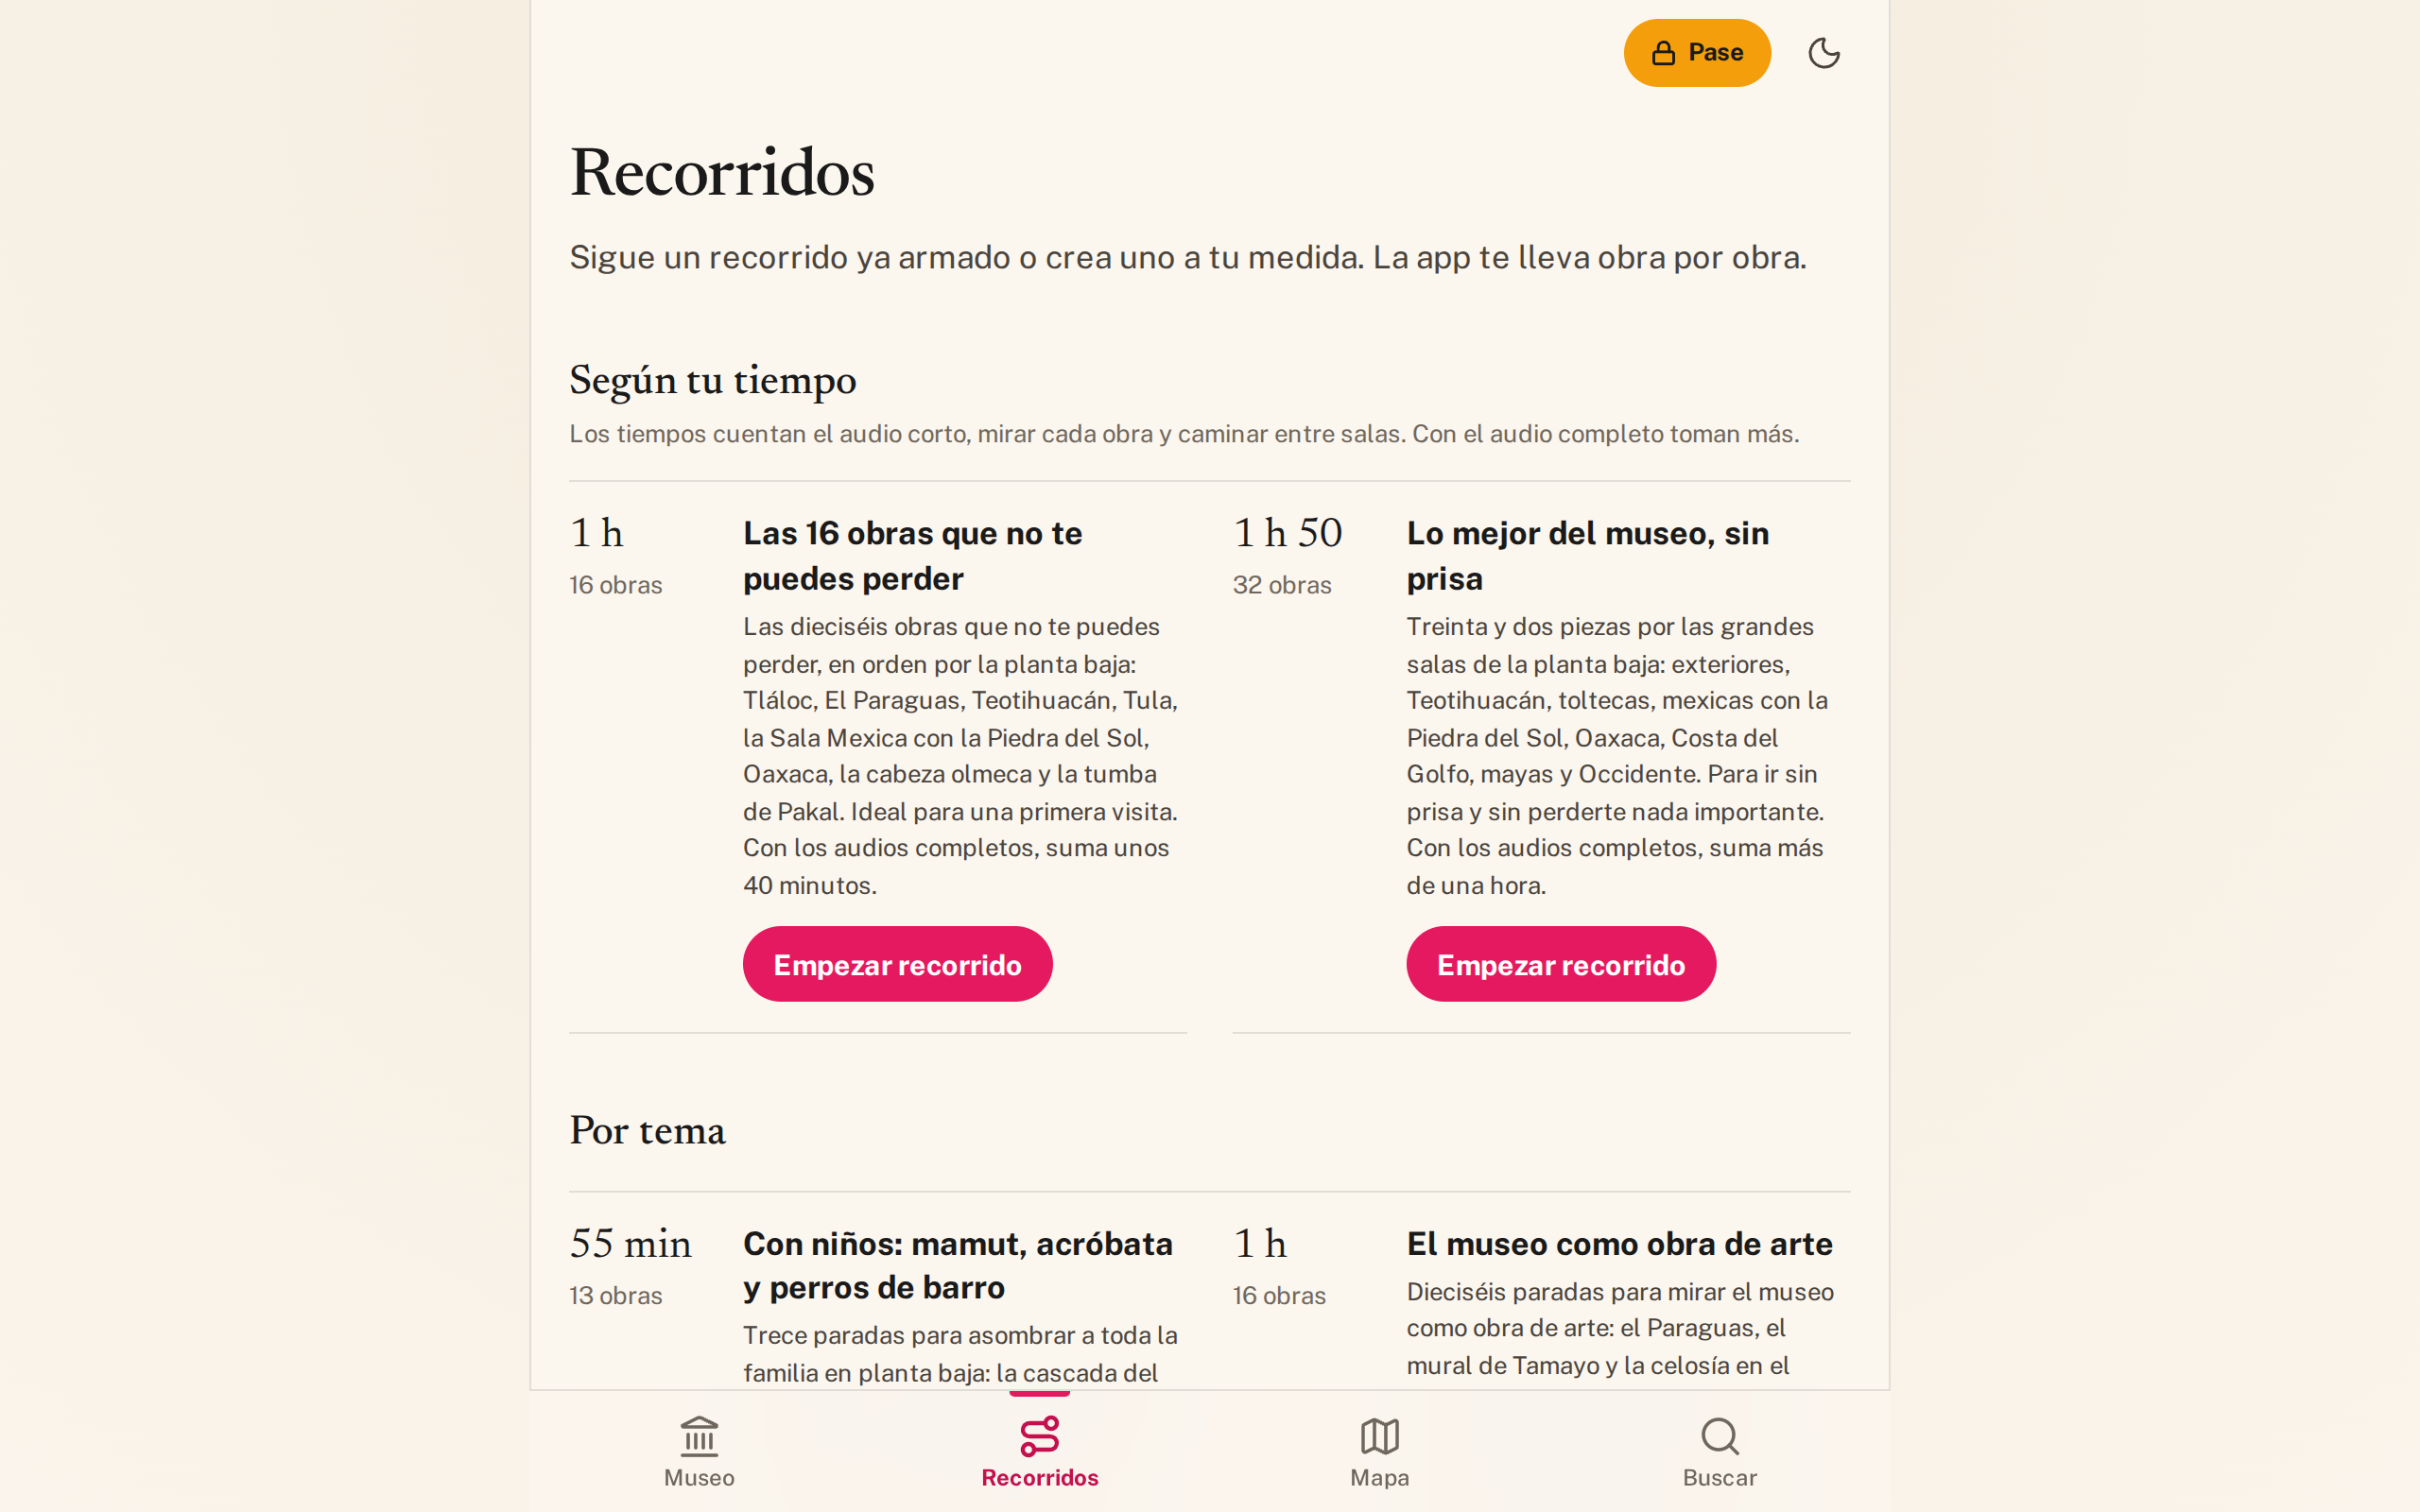 Pase
Recorridos
Sigue un recorrido ya armado o crea uno a tu medida. La app te lleva obra por obra.
Según tu tiempo
Los tiempos cuentan el audio corto, mirar cada obra y caminar entre salas. Con el audio completo toman más.
1 h
16 obras
Las 16 obras que no te
puedes perder
Las dieciséis obras que no te puedes
perder, en orden por la planta baja:
Tláloc, El Paraguas, Teotihuacán, Tula,
la Sala Mexica con la Piedra del Sol,
Oaxaca, la cabeza olmeca y la tumba
de Pakal. Ideal para una primera visita.
Con los audios completos, suma unos
40 minutos.
Empezar recorrido
1 h 50
32 obras
Lo mejor del museo, sin
prisa
Treinta y dos piezas por las grandes
salas de la planta baja: exteriores,
Teotihuacán, toltecas, mexicas con la
Piedra del Sol, Oaxaca, Costa del
Golfo, mayas y Occidente. Para ir sin
prisa y sin perderte nada importante.
Con los audios completos, suma más
de una hora.
Empezar recorrido
Por tema
55 min
13 obras
Con niños: mamut, acróbata
y perros de barro
Trece paradas para asombrar a toda la
familia en planta baja: la cascada del
1 h
16 obras
El museo como obra de arte
Dieciséis paradas para mirar el museo
como obra de arte: el Paraguas, el
mural de Tamayo y la celosía en el
Museo
Recorridos
Mapa
Buscar